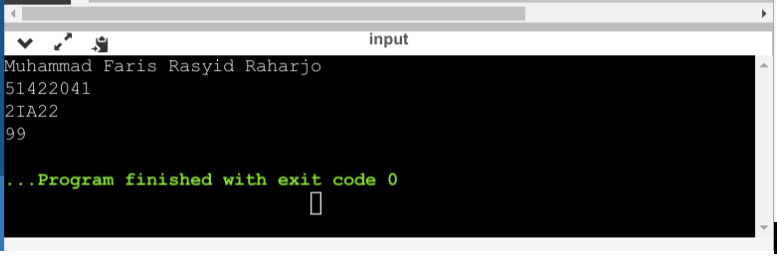 input
Muhammad Faris Rasyid Raharjo
51422041
2IA22
99
...Program finished with exit code 0